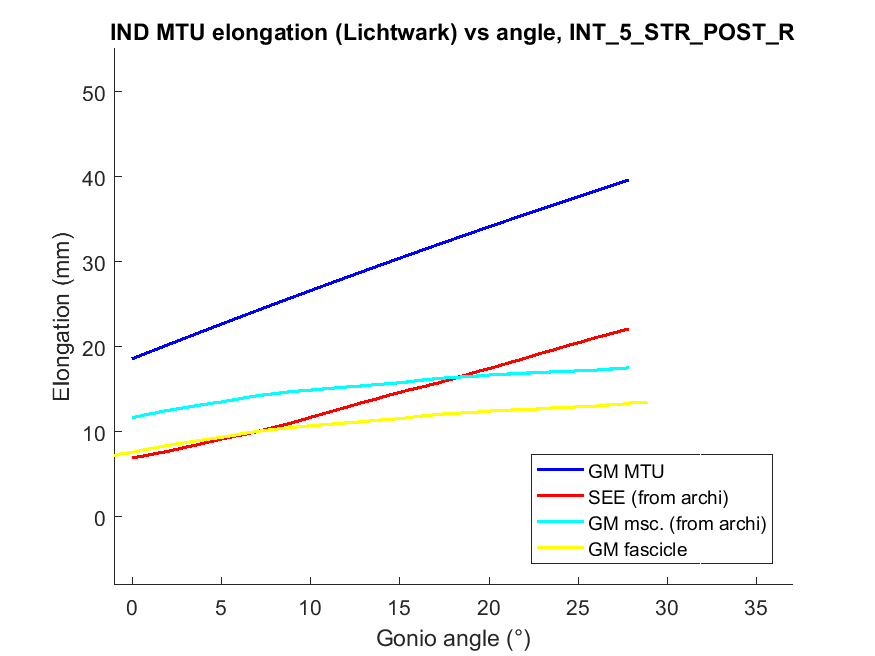 IND MTU elongation (Lichtwark) vs angle, INT_5_STR_POST_R
50
40
30
20
10
0
Elongation (mm)
0 5 10 15 20 25 30 35
Gonio angle (°)
GM MTU
SEE (from archi)
GM msc. (from archi)
GM fascicle